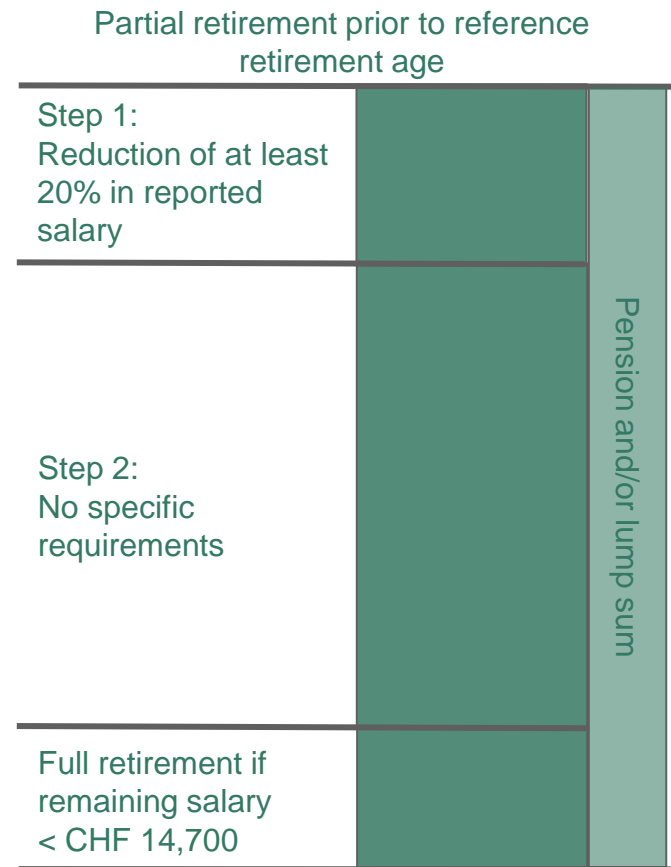 Partial retirement prior to reference
retirement age
Step 1:
Reduction of at least
20% in reported
salary
Step 2:
No specific
requirements
Full retirement if
remaining salary
< CHF 14,700
Pension and/or lump sum